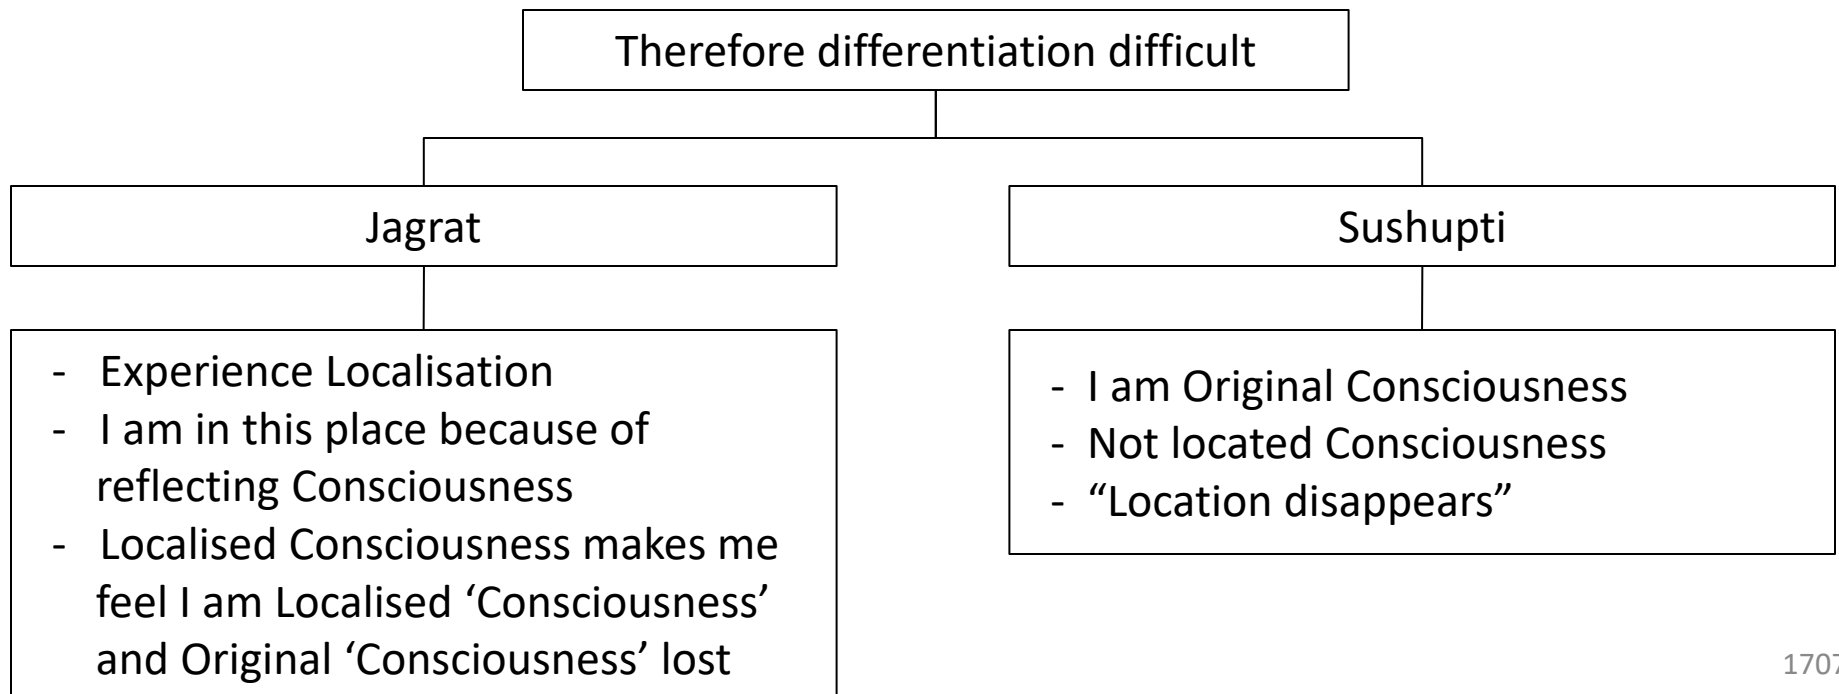 Therefore differentiation difficult
Jagrat
Sushupti
- Experience Localisation
- I am in this place because of
reflecting Consciousness
- Localised Consciousness makes me
feel I am Localised ‘Consciousness’
and Original ‘Consciousness’ lost
- I am Original Consciousness
- Not located Consciousness
- “Location disappears”
1707